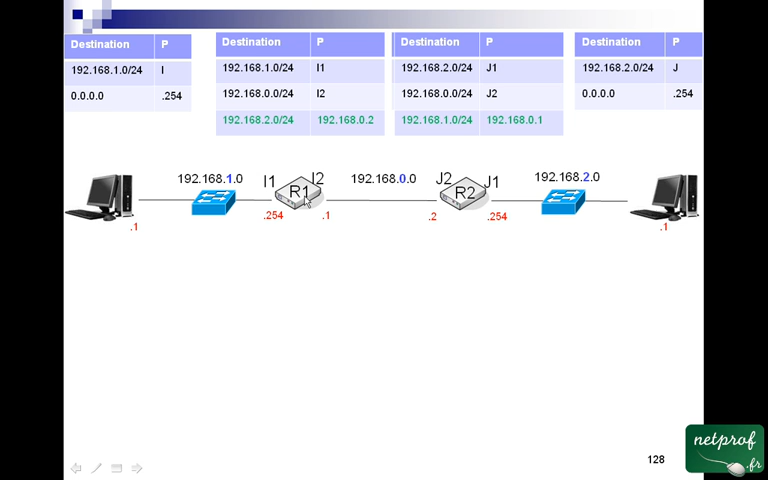 Destination P
192.168.1.0/24 I
0.0.0.0 .254
Destination P
192.168.1.0/24 I1
192.168.0.0/24 I2
192.168.2.0/24 192.168.0.2
Destination P
192.168.2.0/24 J1
192.168.0.0/24 J2
192.168.1.0/24 192.168.0.1
Destination P
192.168.2.0/24 J
0.0.0.0 .254
192.168.1.0 I1 R1 I2 192.168.0.0 J2 R2 J1 192.168.2.0
.1 .254 .1 .2 .254 .1
128
netprof
.fr